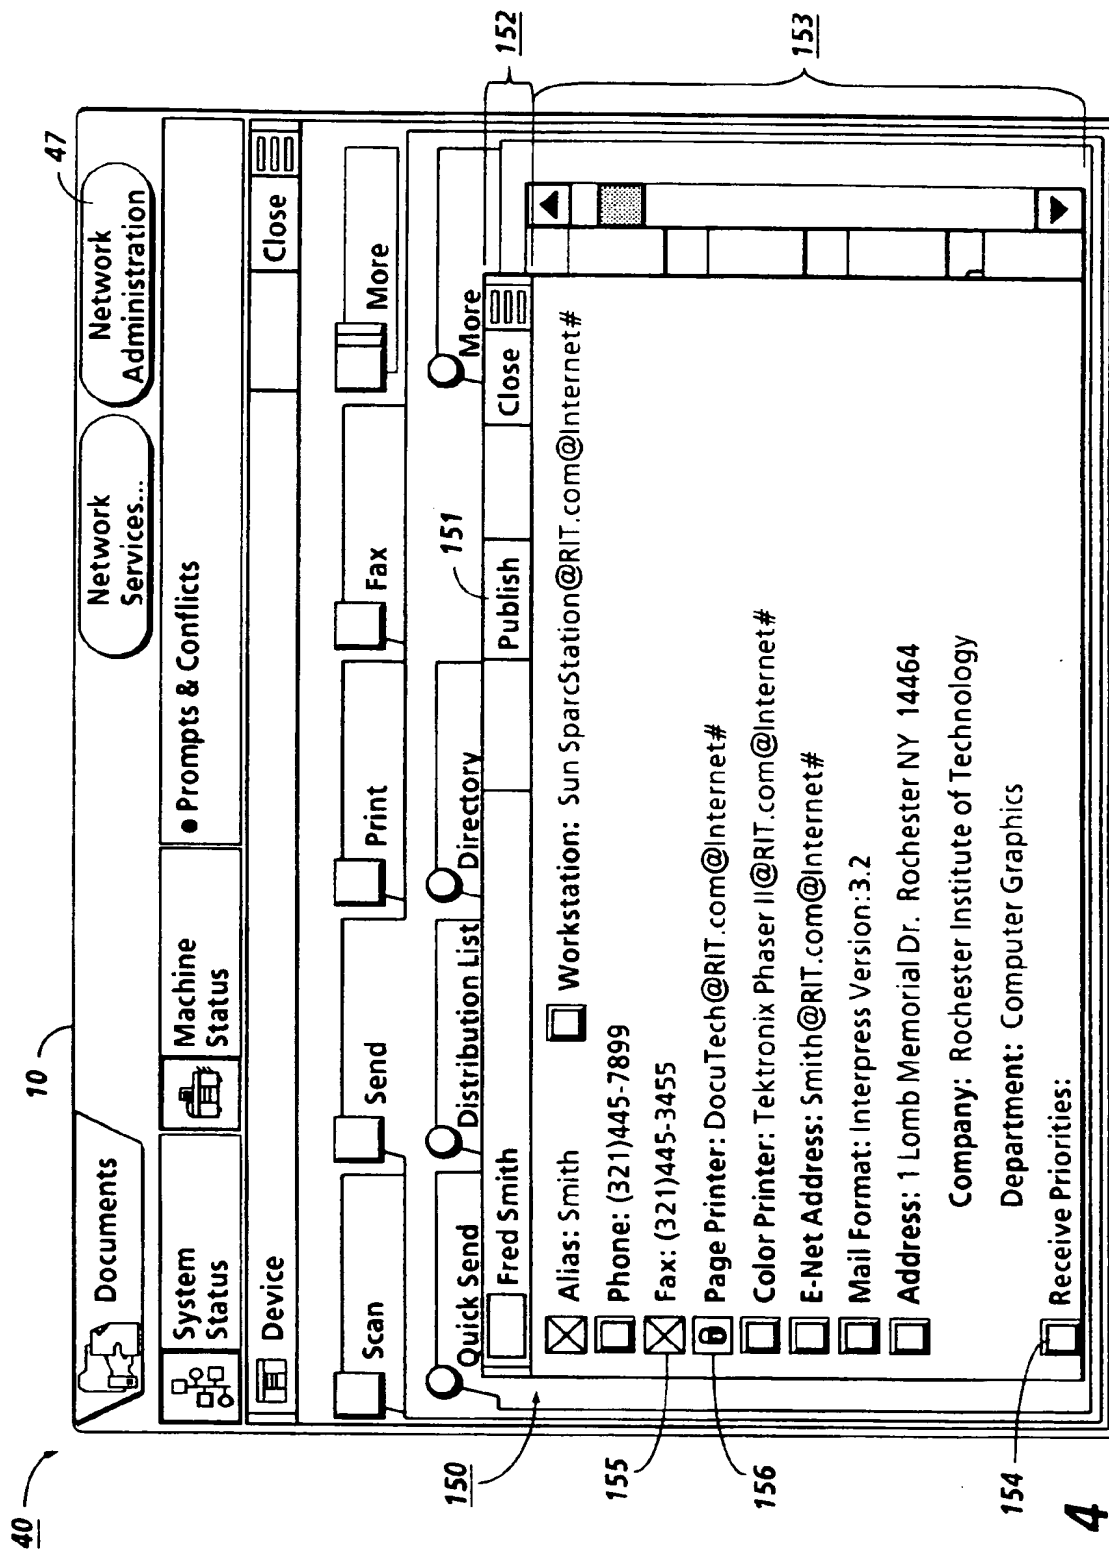 40
10
47
Documents
Network
Services...
Network
Administration
System
Status
Machine
Status
● Prompts & Conflicts
Device
Close
Scan
Send
Print
Fax
More
Quick Send
Distribution List
Directory
More
151
152
150
Fred Smith
Publish
Close
153
Alias: Smith
Workstation: Sun SparcStation@RIT.com@Internet#
Phone: (321)445-7899
155
Fax: (321)445-3455
156
Page Printer: DocuTech@RIT.com@Internet#
Color Printer: Tektronix Phaser II@RIT.com@Internet#
E-Net Address: Smith@RIT.com@Internet#
Mail Format: Interpress Version:3.2
Address: 1 Lomb Memorial Dr. Rochester NY 14464
Company: Rochester Institute of Technology
Department: Computer Graphics
154
Receive Priorities:
4